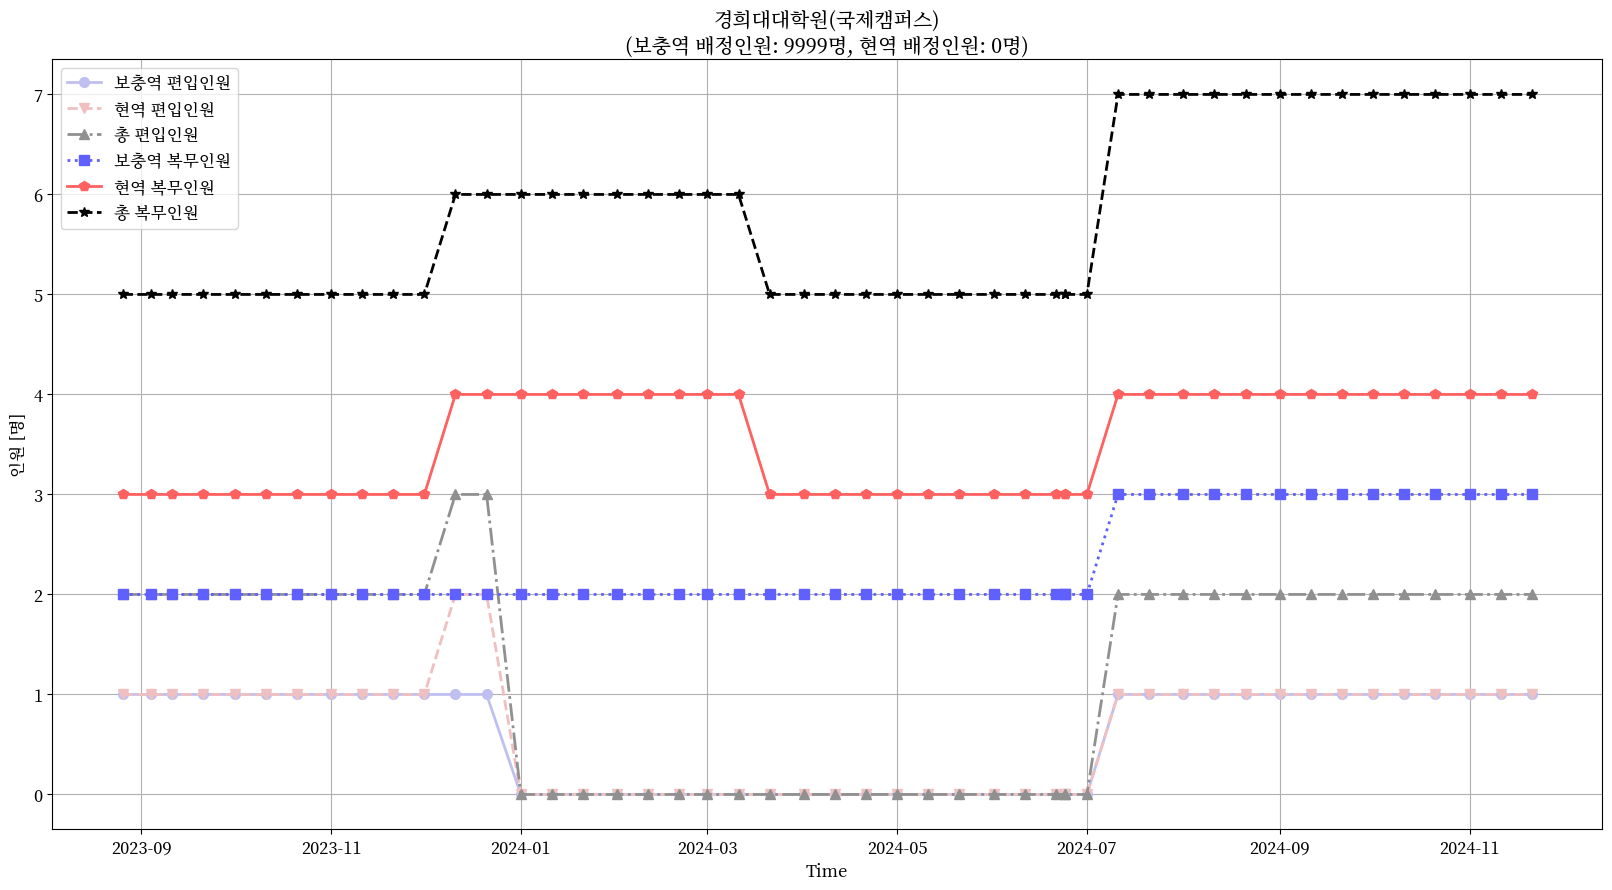 경희대대학원(국제캠퍼스)
(보충역 배정인원: 9999명, 현역 배정인원: 0명)
보충역 편입인원
현역 편입인원
총 편입인원
보충역 복무인원
현역 복무인원
총 복무인원
인원 [명]
7
6
5
4
3
2
1
0
2023-09
2023-11
2024-01
2024-03
2024-05
2024-07
2024-09
2024-11
Time